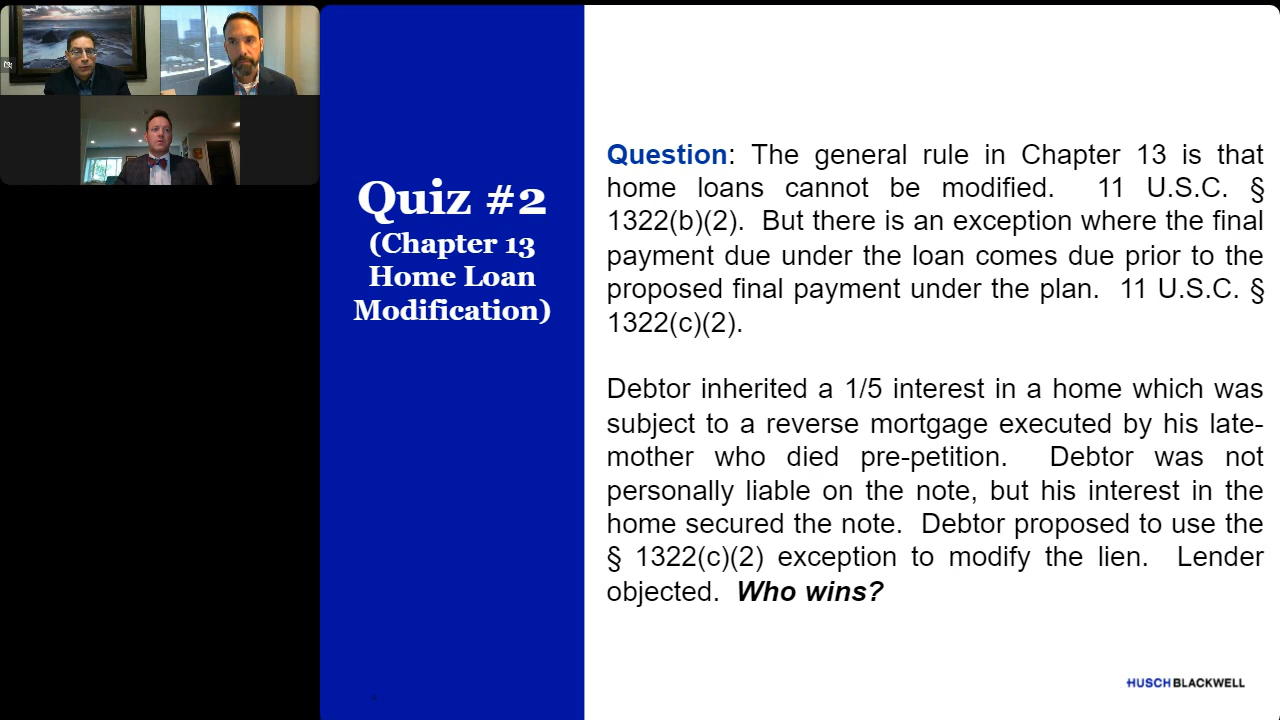 Quiz #2
(Chapter 13
Home Loan
Modification)
Question: The general rule in Chapter 13 is that
home loans cannot be modified. 11 U.S.C. §
1322(b)(2). But there is an exception where the final
payment due under the loan comes due prior to the
proposed final payment under the plan. 11 U.S.C. §
1322(c)(2).
Debtor inherited a 1/5 interest in a home which was
subject to a reverse mortgage executed by his late-
mother who died pre-petition. Debtor was not
personally liable on the note, but his interest in the
home secured the note. Debtor proposed to use the
§ 1322(c)(2) exception to modify the lien. Lender
objected. Who wins?
HUSCH BLACKWELL